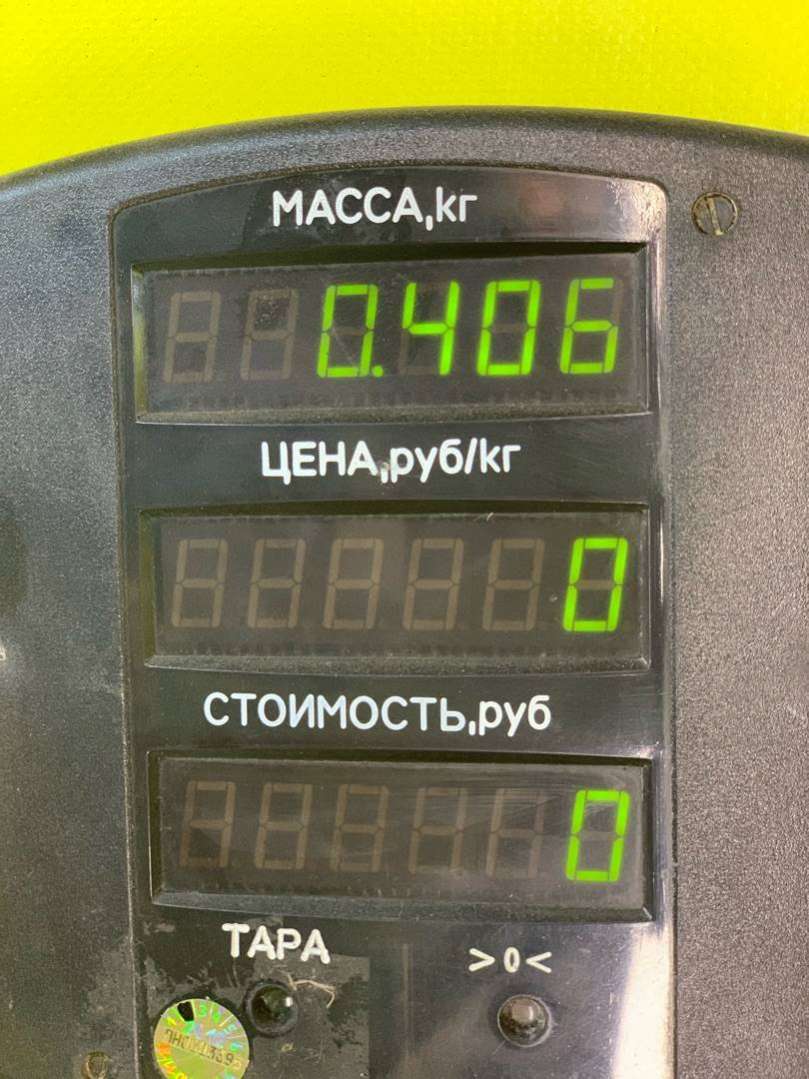 МАССА,кг
0.406
ЦЕНА,руб/кг
0
СТОИМОСТЬ,руб
0
ТАРА >0<